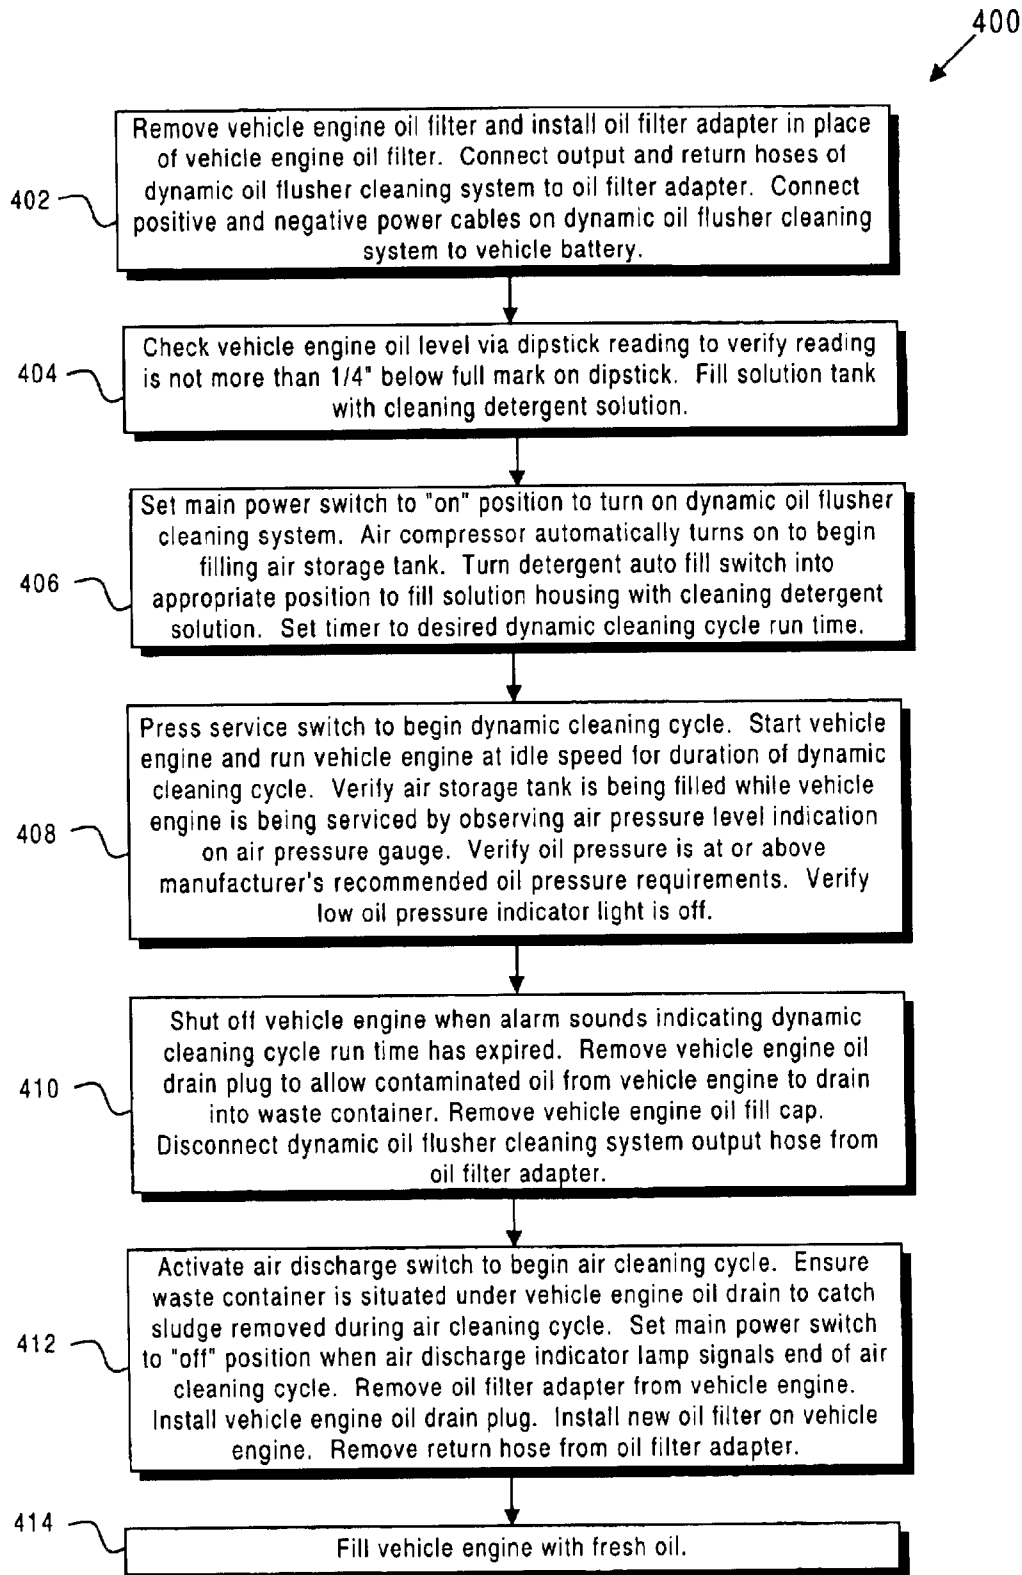 400
402
Remove vehicle engine oil filter and install oil filter adapter in place
of vehicle engine oil filter. Connect output and return hoses of
dynamic oil flusher cleaning system to oil filter adapter. Connect
positive and negative power cables on dynamic oil flusher cleaning
system to vehicle battery.
404
Check vehicle engine oil level via dipstick reading to verify reading
is not more than 1/4" below full mark on dipstick. Fill solution tank
with cleaning detergent solution.
406
Set main power switch to "on" position to turn on dynamic oil flusher
cleaning system. Air compressor automatically turns on to begin
filling air storage tank. Turn detergent auto fill switch into
appropriate position to fill solution housing with cleaning detergent
solution. Set timer to desired dynamic cleaning cycle run time.
408
Press service switch to begin dynamic cleaning cycle. Start vehicle
engine and run vehicle engine at idle speed for duration of dynamic
cleaning cycle. Verify air storage tank is being filled while vehicle
engine is being serviced by observing air pressure level indication
on air pressure gauge. Verify oil pressure is at or above
manufacturer's recommended oil pressure requirements. Verify
low oil pressure indicator light is off.
410
Shut off vehicle engine when alarm sounds indicating dynamic
cleaning cycle run time has expired. Remove vehicle engine oil
drain plug to allow contaminated oil from vehicle engine to drain
into waste container. Remove vehicle engine oil fill cap.
Disconnect dynamic oil flusher cleaning system output hose from
oil filter adapter.
412
Activate air discharge switch to begin air cleaning cycle. Ensure
waste container is situated under vehicle engine oil drain to catch
sludge removed during air cleaning cycle. Set main power switch
to "off" position when air discharge indicator lamp signals end of air
cleaning cycle. Remove oil filter adapter from vehicle engine.
Install vehicle engine oil drain plug. Install new oil filter on vehicle
engine. Remove return hose from oil filter adapter.
414
Fill vehicle engine with fresh oil.